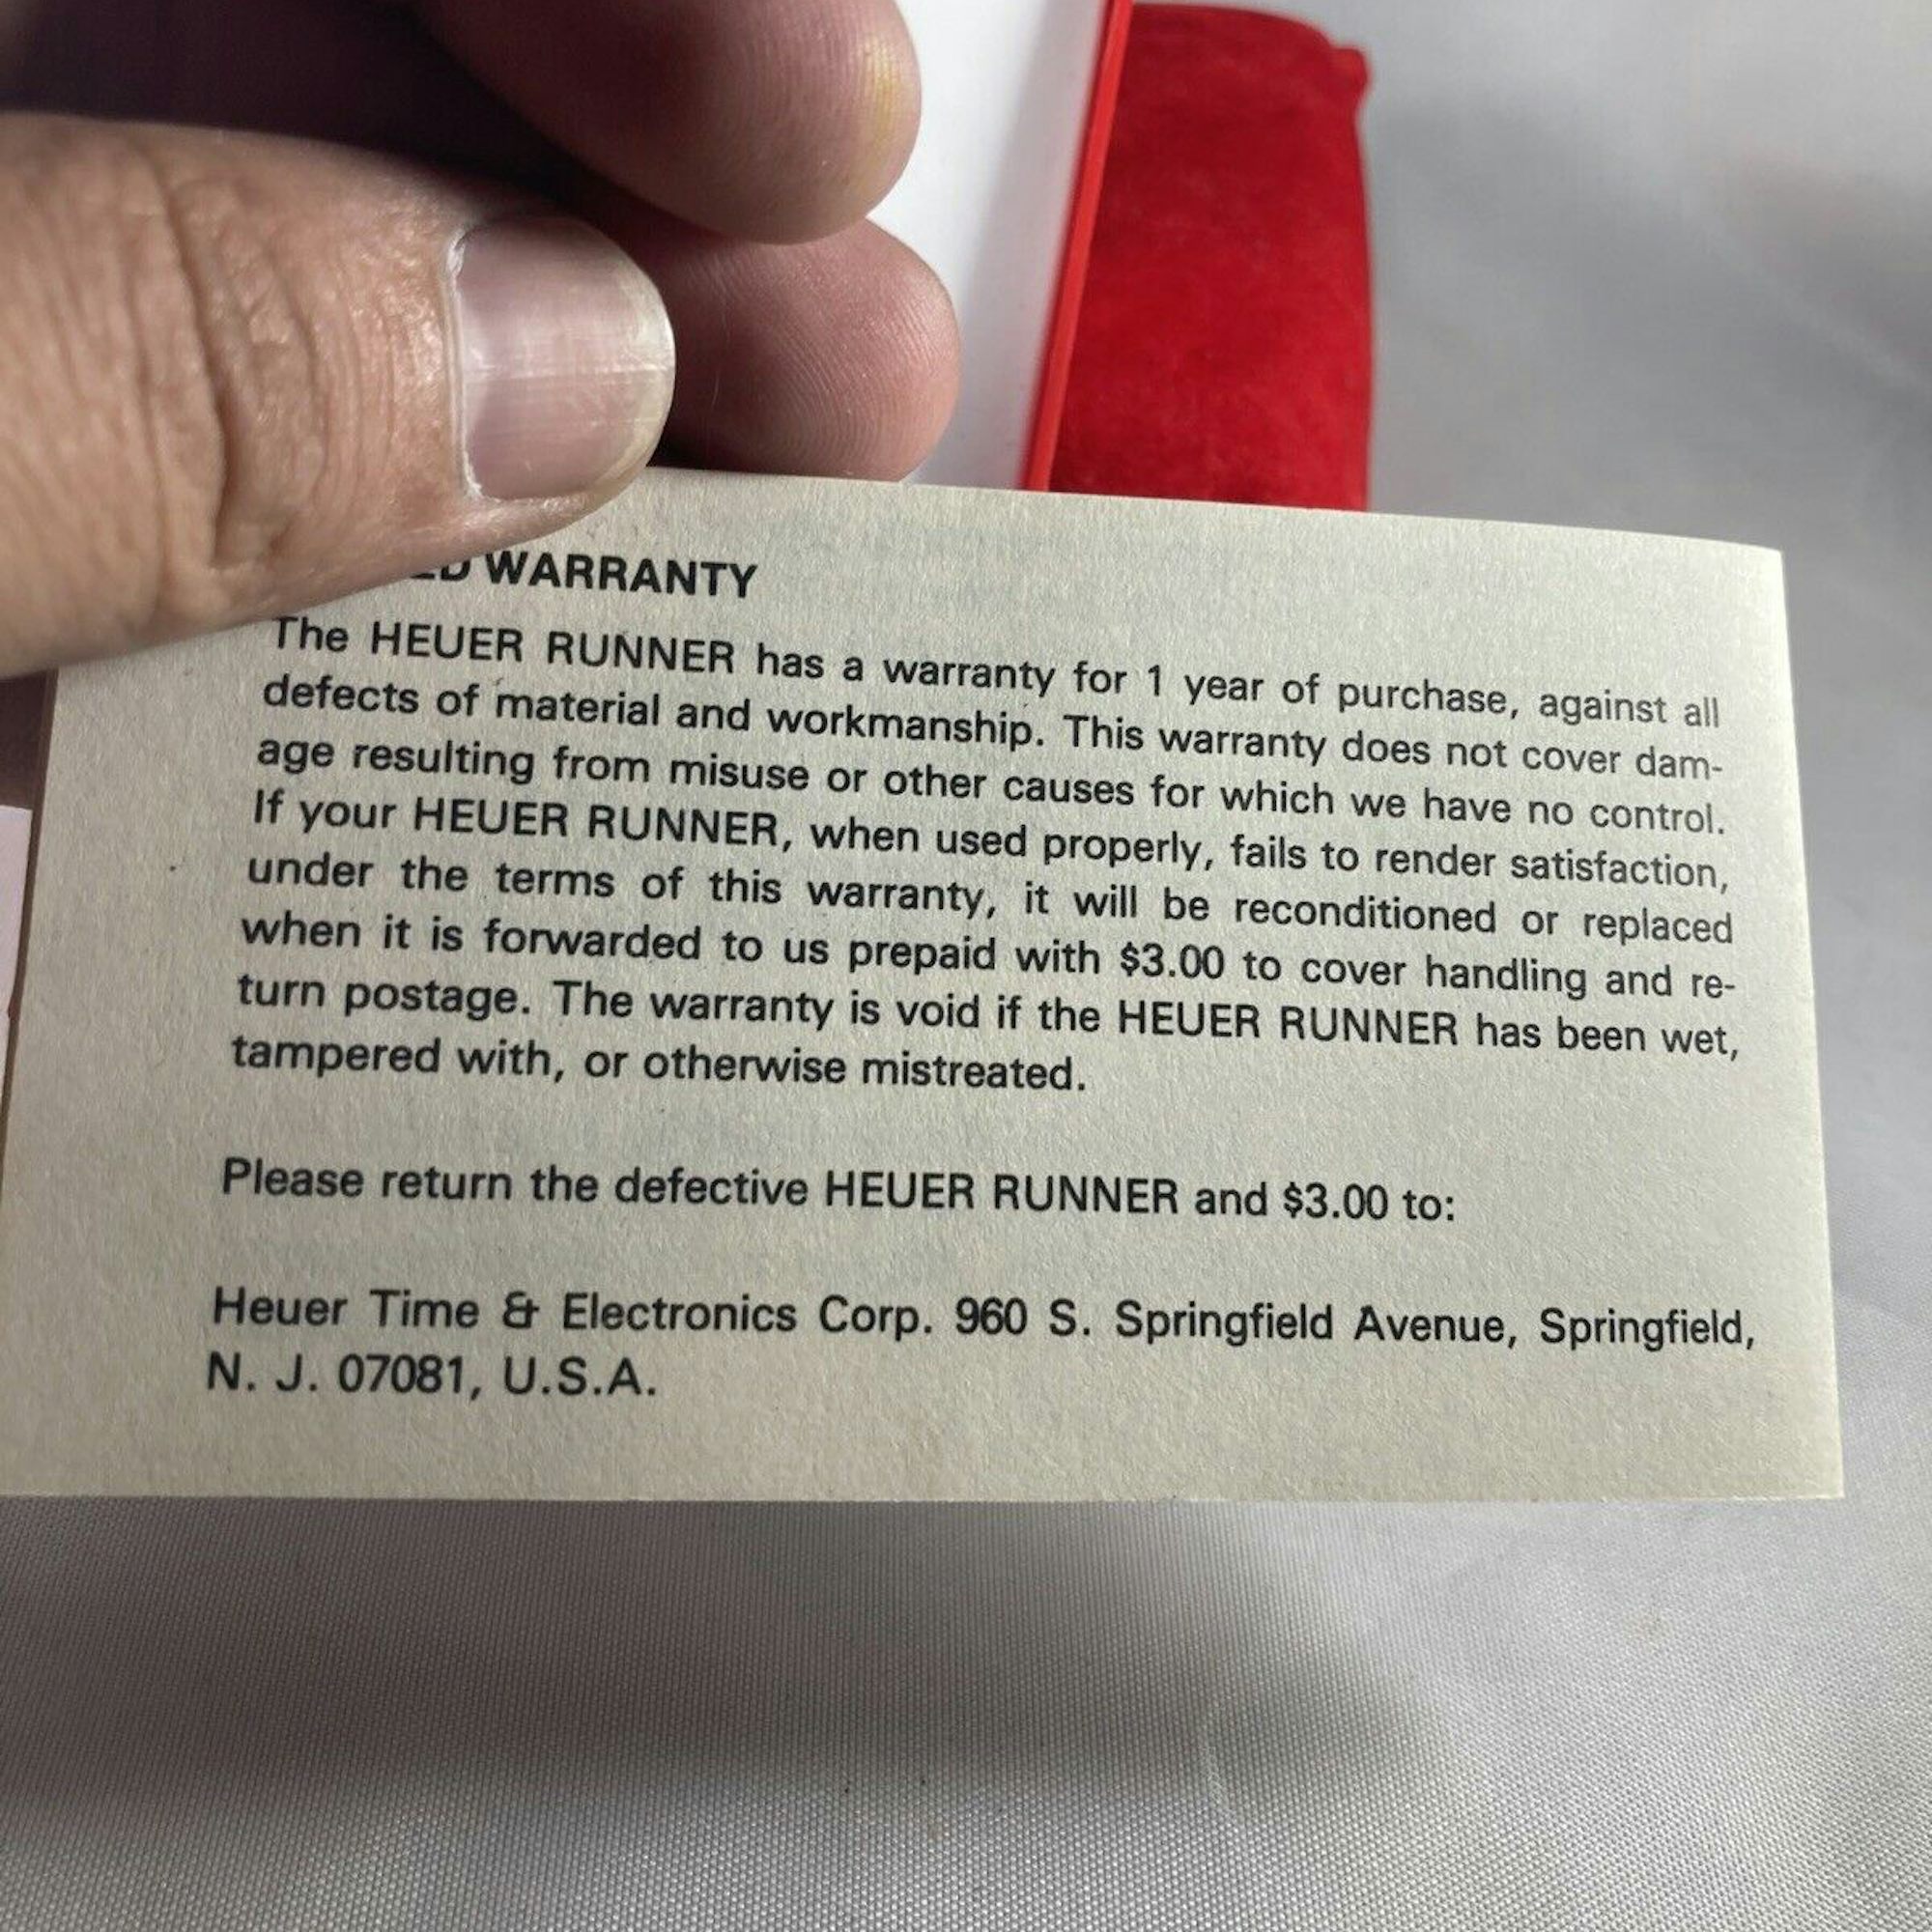 WARRANTY
The HEUER RUNNER has a warranty for 1 year of purchase, against all
defects of material and workmanship. This warranty does not cover dam-
age resulting from misuse or other causes for which we have no control.
If your HEUER RUNNER, when used properly, fails to render satisfaction,
under the terms of this warranty, it will be reconditioned or replaced
when it is forwarded to us prepaid with $3.00 to cover handling and re-
turn postage. The warranty is void if the HEUER RUNNER has been wet,
tampered with, or otherwise mistreated.
Please return the defective HEUER RUNNER and $3.00 to:
Heuer Time & Electronics Corp. 960 S. Springfield Avenue, Springfield,
N. J. 07081, U.S.A.